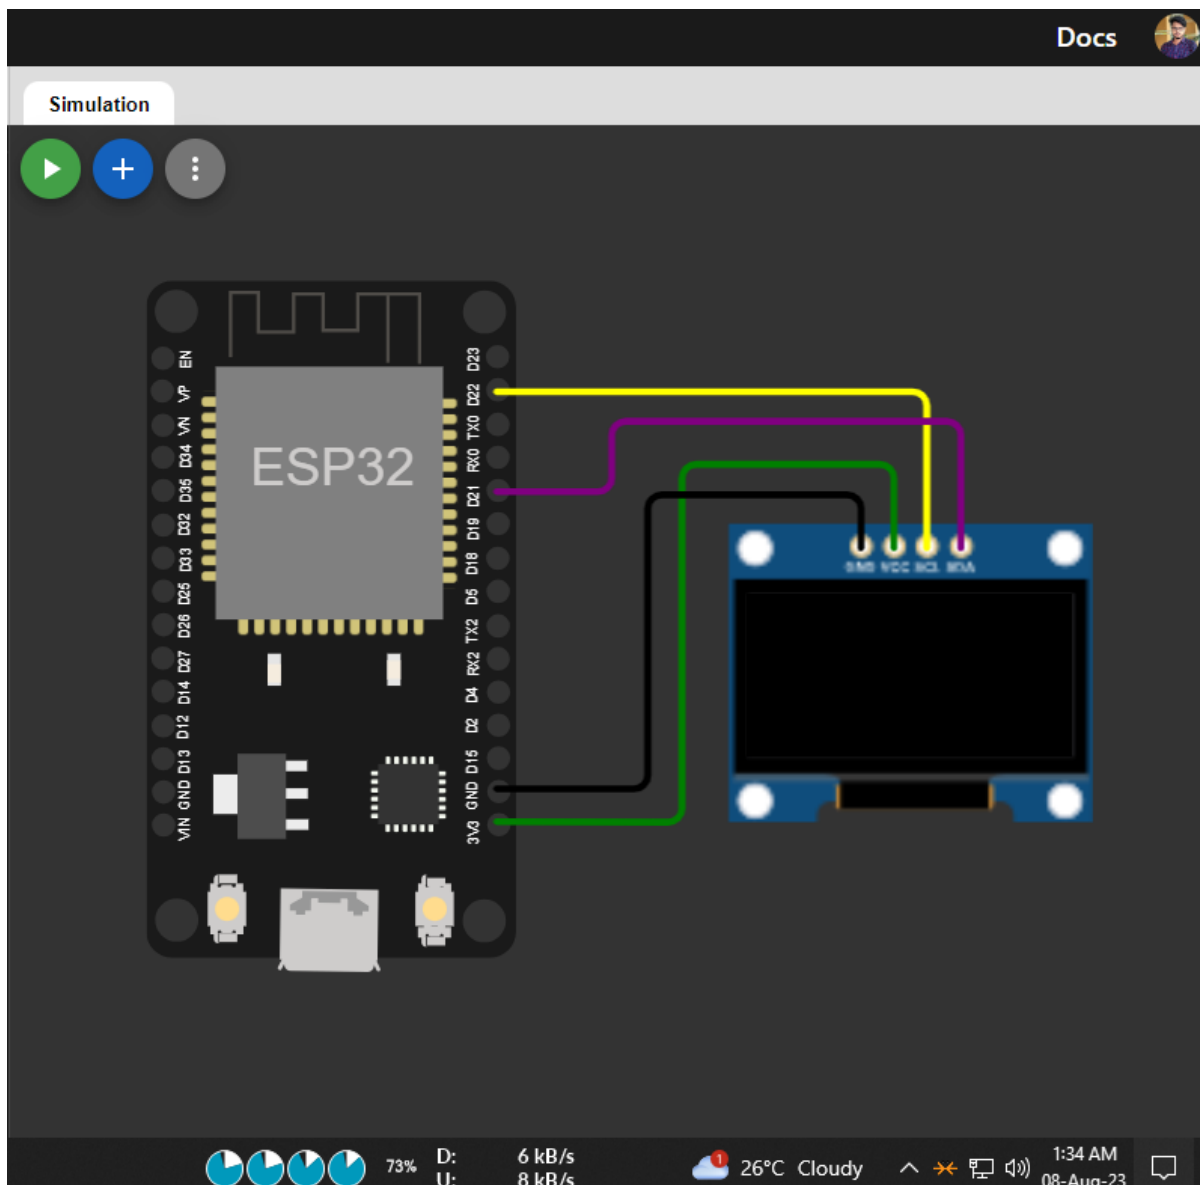 Docs
Simulation
EN
VP
VN
D34
D35
D32
D33
D25
D26
D27
D14
D12
D13
GND
VIN
ESP32
D23
D22
TX0
RX0
D21
D19
D18
D5
TX2
RX2
D4
D2
D15
GND
3V3
GND VCC SCL SDA
73%
D: 6 kB/s
U: 8 kB/s
1
26°C Cloudy
1:34 AM
08-Aug-23